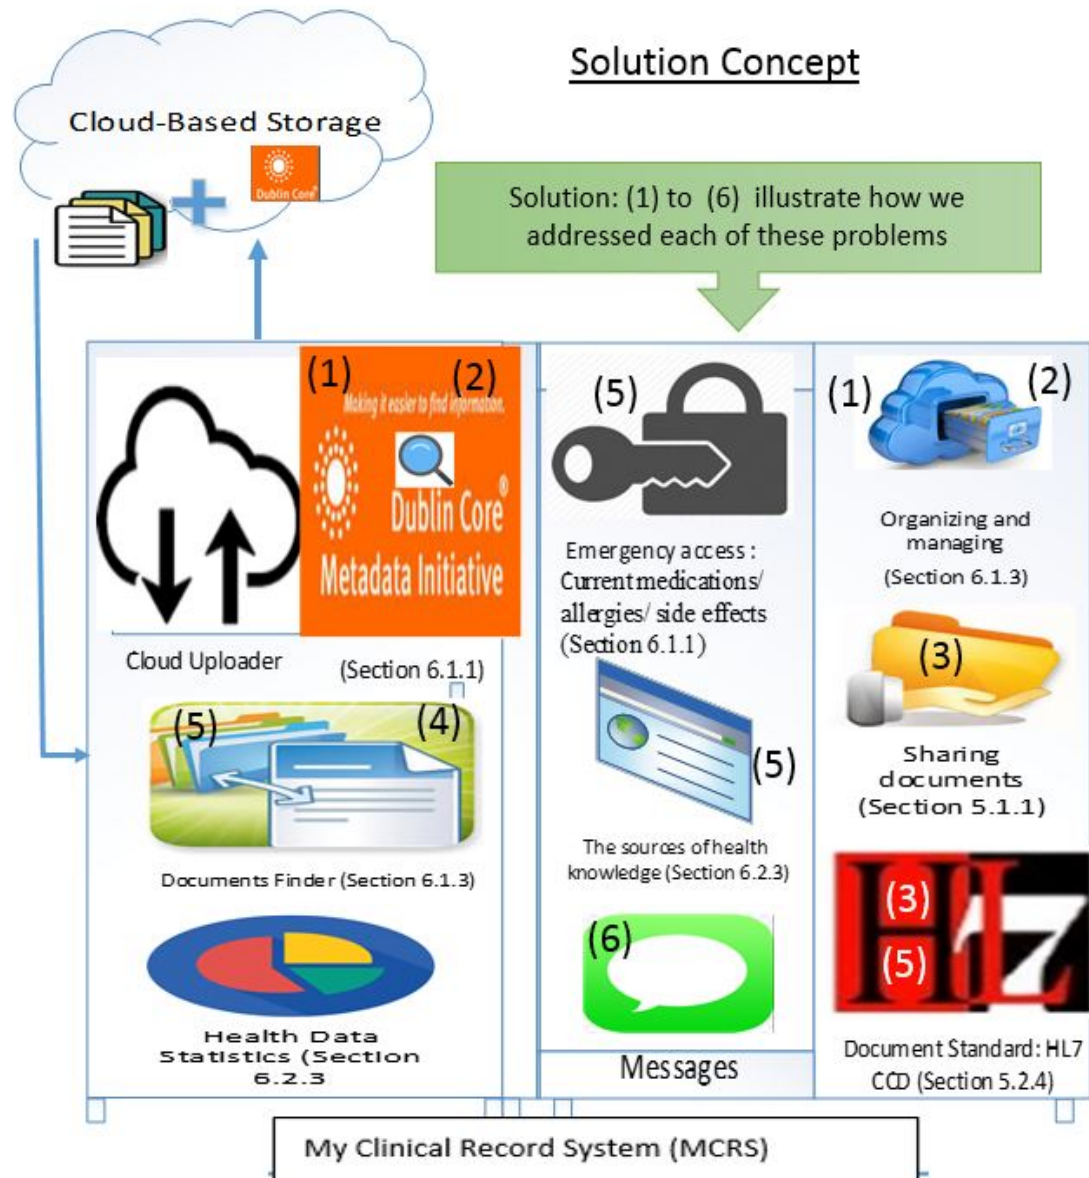 Solution Concept
Cloud-Based Storage
Dublin Core®
Solution: (1) to (6) illustrate how we
addressed each of these problems
(1)
(2)
Making it easier to find information.
Dublin Core®
Metadata Initiative
Cloud Uploader
(Section 6.1.1)
(5)
(4)
Documents Finder (Section 6.1.3)
Health Data
Statistics (Section
6.2.3
(5)
Emergency access :
Current medications/
allergies/ side effects
(Section 6.1.1)
(5)
The sources of health
knowledge (Section 6.2.3)
(6)
Messages
(1)
(2)
Organizing and
managing
(Section 6.1.3)
(3)
Sharing
documents
(Section 5.1.1)
HL7
(3)
(5)
Document Standard: HL7
CCD (Section 5.2.4)
My Clinical Record System (MCRS)